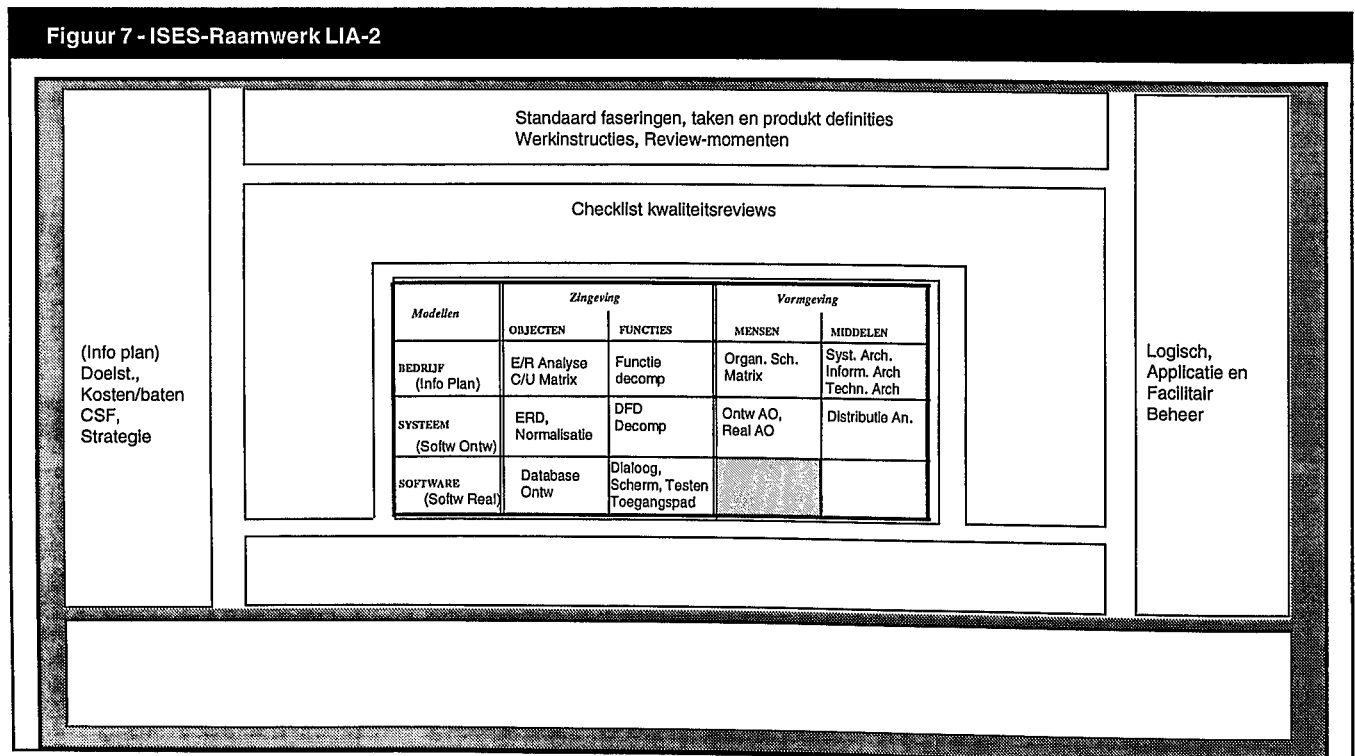 Figuur 7 - ISES-Raamwerk LIA-2
Standaard faseringen, taken en produkt definities
Werkinstructies, Review-momenten
Checklist kwaliteitsreviews
(Info plan)
Doelst.,
Kosten/baten
CSF,
Strategie
Modellen
Zingeving
Vormgeving
OBJECTEN
FUNCTIES
MENSEN
MIDDELEN
BEDRIJF
(Info Plan)
E/R Analyse
C/U Matrix
Functie
decomp
Organ. Sch.
Matrix
Syst. Arch.
Inform. Arch
Techn. Arch
SYSTEEM
(Softw Ontw)
ERD,
Normalisatie
DFD
Decomp
Ontw AO,
Real AO
Distributie An.
SOFTWARE
(Softw Real)
Database
Ontw
Dialoog,
Scherm, Testen
Toegangspad
Logisch,
Applicatie en
Facilitair
Beheer